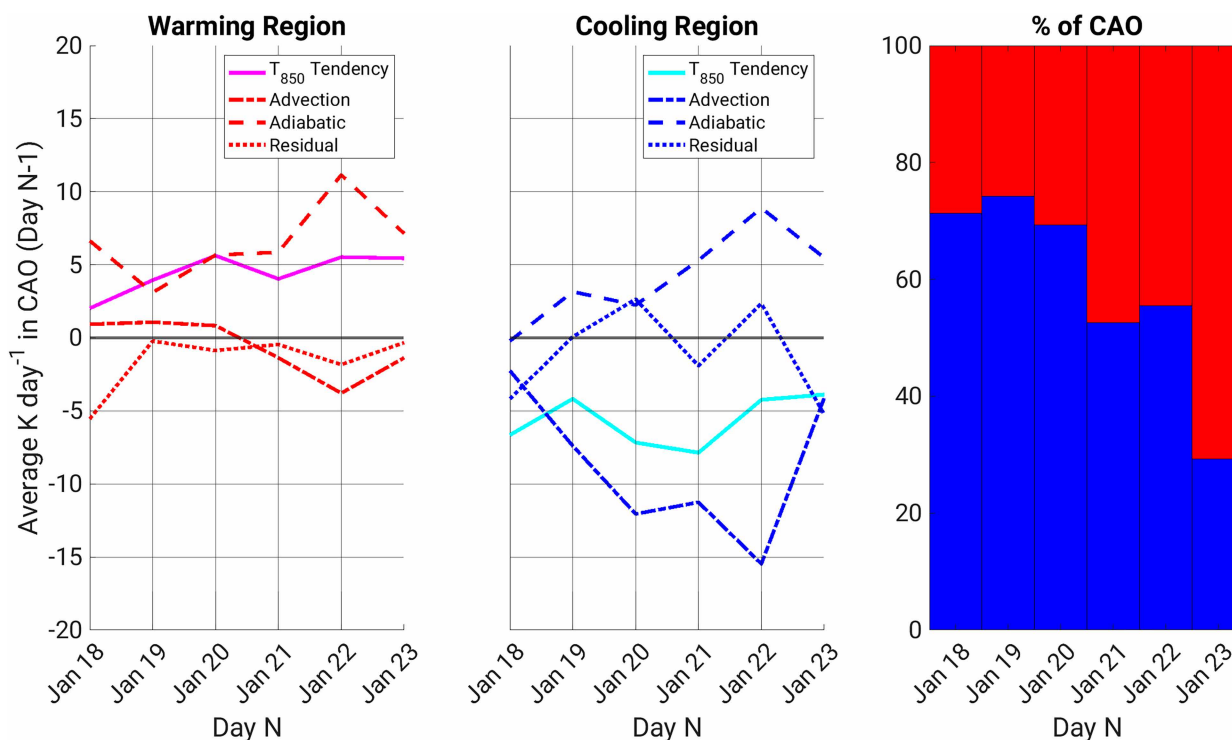 Warming Region
Cooling Region
% of CAO
Average K day⁻¹ in CAO (Day N-1)
20
15
10
5
0
-5
-10
-15
-20
T₈₅₀ Tendency
Advection
Adiabatic
Residual
Jan 18
Jan 19
Jan 20
Jan 21
Jan 22
Jan 23
Day N
T₈₅₀ Tendency
Advection
Adiabatic
Residual
Jan 18
Jan 19
Jan 20
Jan 21
Jan 22
Jan 23
Day N
100
80
60
40
20
0
Jan 18
Jan 19
Jan 20
Jan 21
Jan 22
Jan 23
Day N